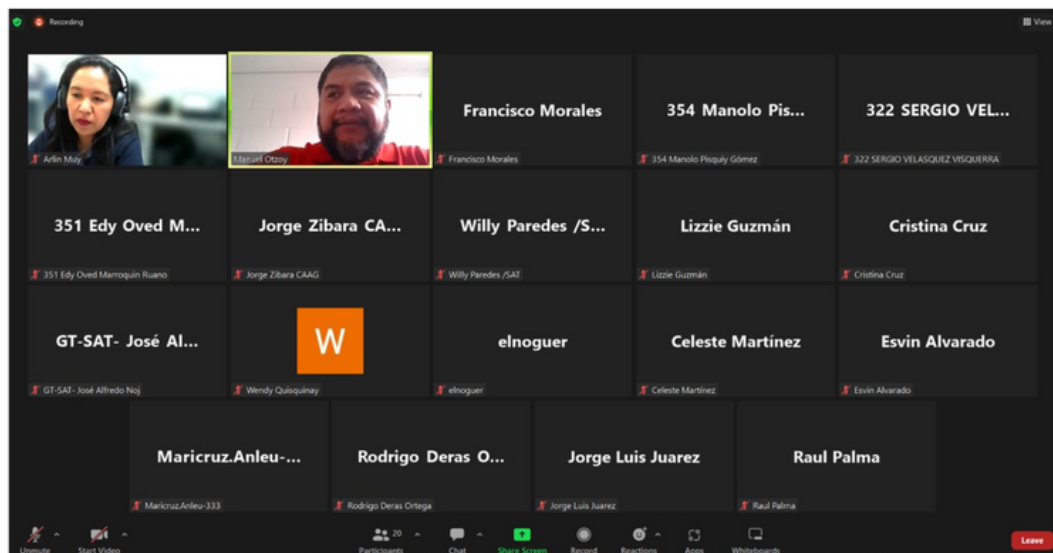 Recording
View
Arlin Muy
Manuel Otzoy
Francisco Morales
Francisco Morales
354 Manolo Pis...
354 Manolo Pisquiy Gómez
322 SERGIO VEL...
322 SERGIO VELASQUEZ VISQUERRA
351 Edy Oved M...
351 Edy Oved Marroquin Ruano
Jorge Zibara CA...
Jorge Zibara CAAG
Willy Paredes /S...
Willy Paredes /SAT
Lizzie Guzmán
Lizzie Guzmán
Cristina Cruz
Cristina Cruz
GT-SAT- José Al...
GT-SAT- José Alfredo Noj
W
Wendy Quisquinay
elnoguer
elnoguer
Celeste Martínez
Celeste Martínez
Esvin Alvarado
Esvin Alvarado
Maricruz.Anleu-...
Maricruz.Anleu-333
Rodrigo Deras O...
Rodrigo Deras Ortega
Jorge Luis Juarez
Jorge Luis Juarez
Raul Palma
Raul Palma
20
Unmute
Start Video
Participants
Chat
Share Screen
Record
Reactions
Apps
Whiteboards
Leave